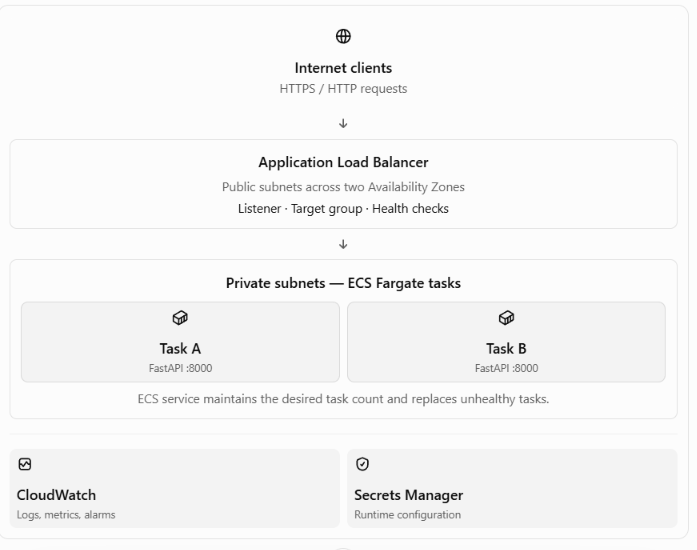 Internet clients
HTTPS / HTTP requests
Application Load Balancer
Public subnets across two Availability Zones
Listener · Target group · Health checks
Private subnets — ECS Fargate tasks
Task A
FastAPI :8000
Task B
FastAPI :8000
ECS service maintains the desired task count and replaces unhealthy tasks.
CloudWatch
Logs, metrics, alarms
Secrets Manager
Runtime configuration